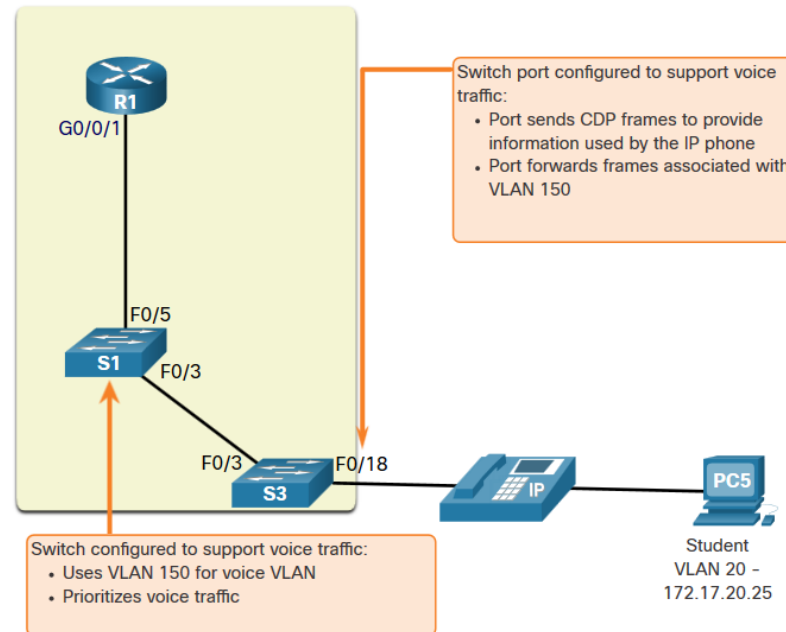 R1
G0/0/1
Switch port configured to support voice
traffic:
• Port sends CDP frames to provide
information used by the IP phone
• Port forwards frames associated with
VLAN 150
F0/5
S1
F0/3
F0/3
S3
F0/18
IP
PC5
Student
VLAN 20 -
172.17.20.25
Switch configured to support voice traffic:
• Uses VLAN 150 for voice VLAN
• Prioritizes voice traffic